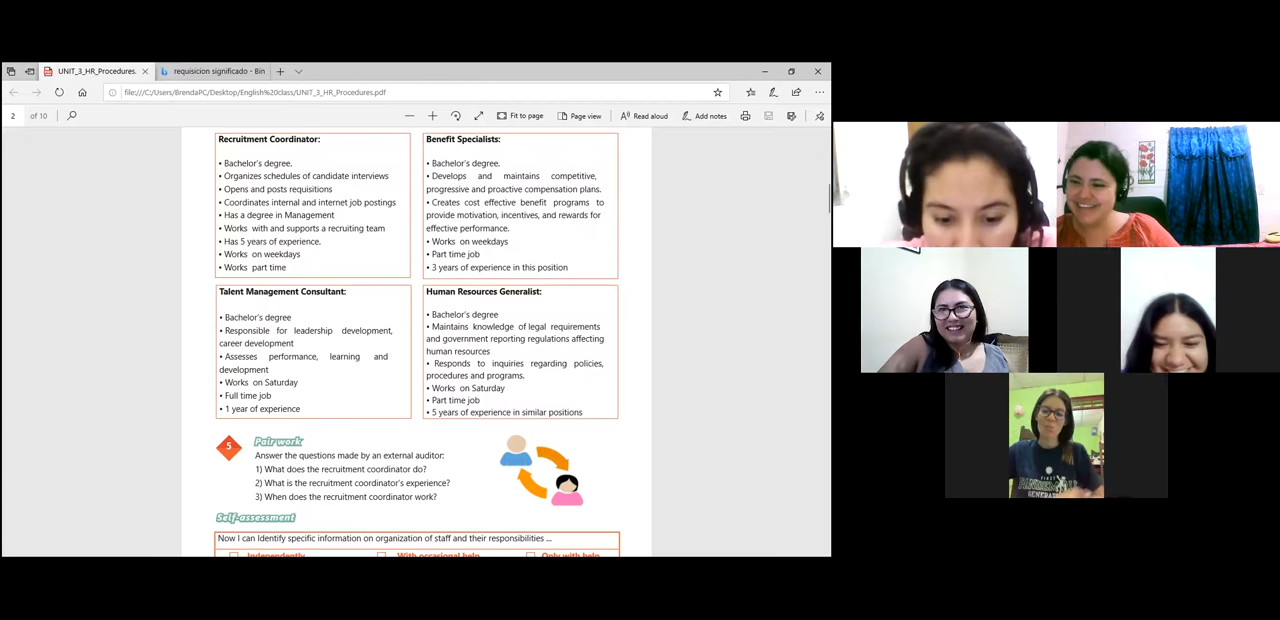 UNIT_3_HR_Procedures.
requisicion significado - Bin
file:///C:/Users/BrendaPC/Desktop/English%20class/UNIT_3_HR_Procedures.pdf
2 of 10
Fit to page
Page view
Read aloud
Add notes
Recruitment Coordinator:
• Bachelor's degree.
• Organizes schedules of candidate interviews
• Opens and posts requisitions
• Coordinates internal and internet job postings
• Has a degree in Management
• Works with and supports a recruiting team
• Has 5 years of experience.
• Works on weekdays
• Works part time
Benefit Specialists:
• Bachelor's degree.
• Develops and maintains competitive,
progressive and proactive compensation plans.
• Creates cost effective benefit programs to
provide motivation, incentives, and rewards for
effective performance.
• Works on weekdays
• Part time job
• 3 years of experience in this position
Talent Management Consultant:
• Bachelor's degree
• Responsible for leadership development,
career development
• Assesses performance, learning and
development
• Works on Saturday
• Full time job
• 1 year of experience
Human Resources Generalist:
• Bachelor's degree
• Maintains knowledge of legal requirements
and government reporting regulations affecting
human resources
• Responds to inquiries regarding policies,
procedures and programs.
• Works on Saturday
• Part time job
• 5 years of experience in similar positions
5
Pair work
Answer the questions made by an external auditor:
1) What does the recruitment coordinator do?
2) What is the recruitment coordinator's experience?
3) When does the recruitment coordinator work?
Self-assessment
Now I can Identify specific information on organization of staff and their responsibilities ...
Independently
With occasional help
Only with help